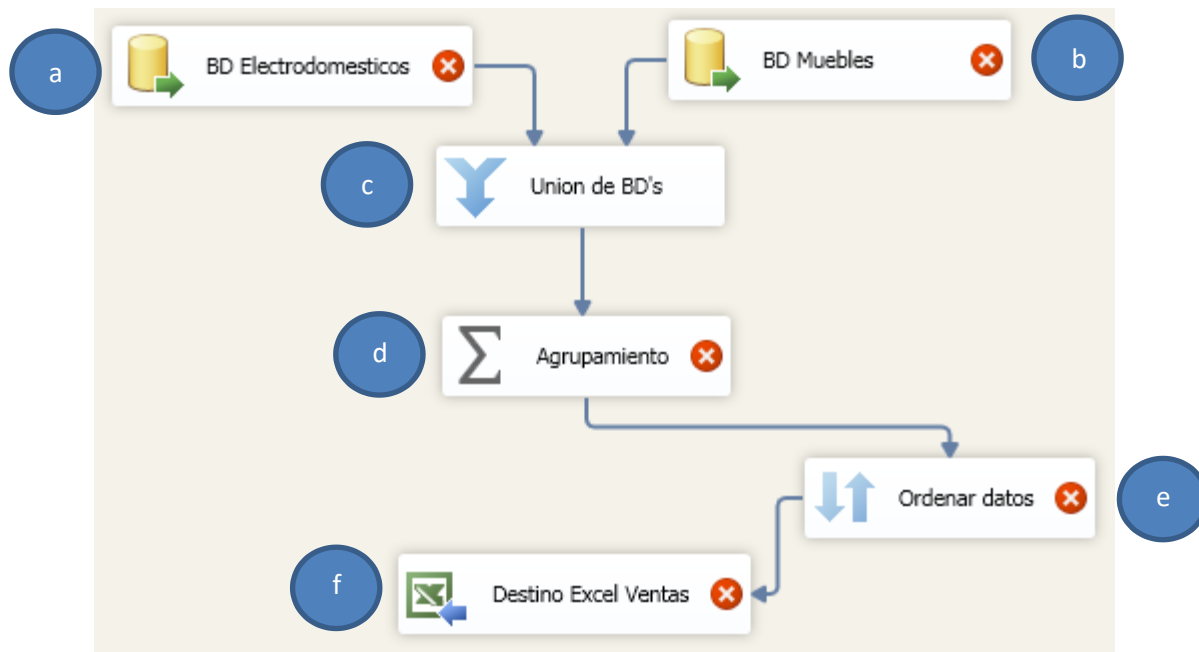 a
BD Electrodomesticos
BD Muebles
b
c
Union de BD's
d
Agrupamiento
Ordenar datos
e
f
Destino Excel Ventas